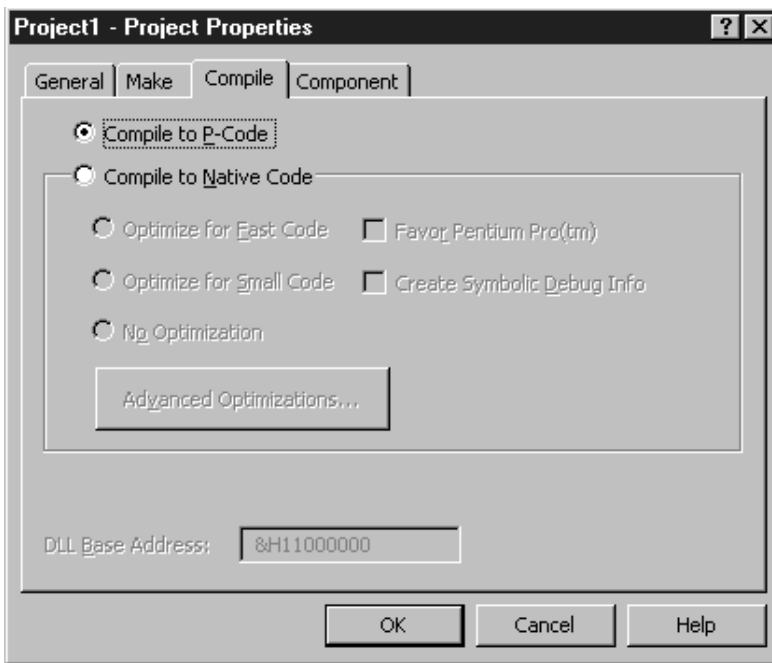 Project1 - Project Properties
General Make Compile Component
Compile to P-Code
Compile to Native Code
Optimize for Fast Code Favor Pentium Pro(tm)
Optimize for Small Code Create Symbolic Debug Info
No Optimization
Advanced Optimizations...
DLL Base Address: &H11000000
OK Cancel Help